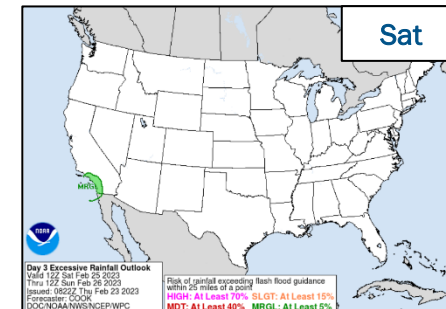 Sat
MRGL
NOAA
Day 3 Excessive Rainfall Outlook
Valid 12Z Sat Feb 25 2023
Thru 12Z Sun Feb 26 2023
Issued: 0822Z Thu Feb 23 2023
Forecaster: COOK
DOC/NOAA/NWS/NCEP/WPC
Risk of rainfall exceeding flash flood guidance
within 25 miles of a point
HIGH: At Least 70% SLGT: At Least 15%
MDT: At Least 40% MRGL: At Least 5%